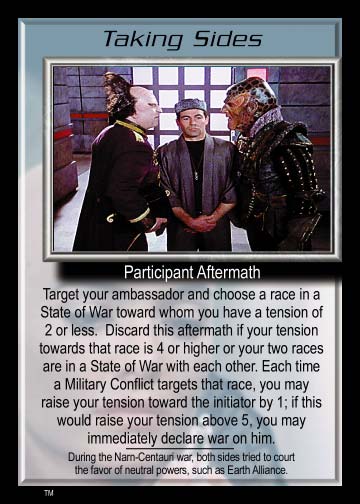 Taking Sides
Participant Aftermath
Target your ambassador and choose a race in a
State of War toward whom you have a tension of
2 or less. Discard this aftermath if your tension
towards that race is 4 or higher or your two races
are in a State of War with each other. Each time
a Military Conflict targets that race, you may
raise your tension toward the initiator by 1; if this
would raise your tension above 5, you may
immediately declare war on him.
During the Narn-Centauri war, both sides tried to court
the favor of neutral powers, such as Earth Alliance.
TM